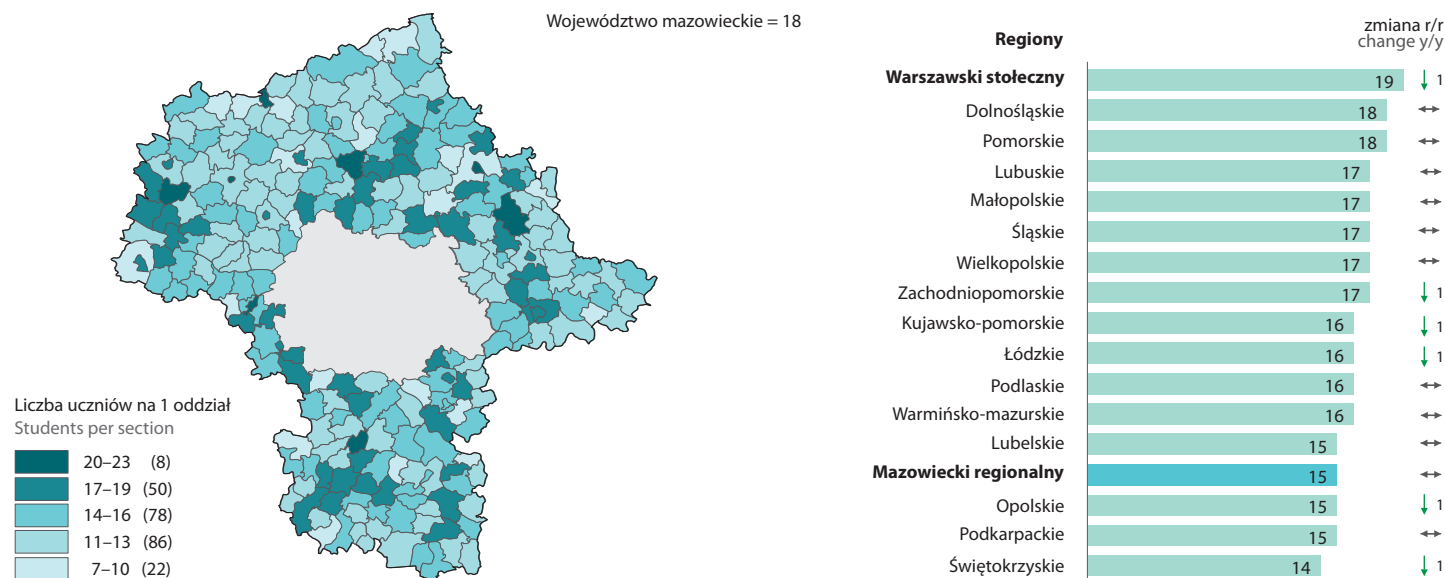 Województwo mazowieckie = 18
Liczba uczniów na 1 oddział
Students per section
20–23 (8)
17–19 (50)
14–16 (78)
11–13 (86)
7–10 (22)
Regiony
zmiana r/r
change y/y
Warszawski stołeczny 19 ↓ 1
Dolnośląskie 18 ↔
Pomorskie 18 ↔
Lubuskie 17 ↔
Małopolskie 17 ↔
Śląskie 17 ↔
Wielkopolskie 17 ↔
Zachodniopomorskie 17 ↓ 1
Kujawsko-pomorskie 16 ↓ 1
Łódzkie 16 ↓ 1
Podlaskie 16 ↔
Warmińsko-mazurskie 16 ↔
Lubelskie 15 ↔
Mazowiecki regionalny 15 ↔
Opolskie 15 ↓ 1
Podkarpackie 15 ↔
Świętokrzyskie 14 ↓ 1